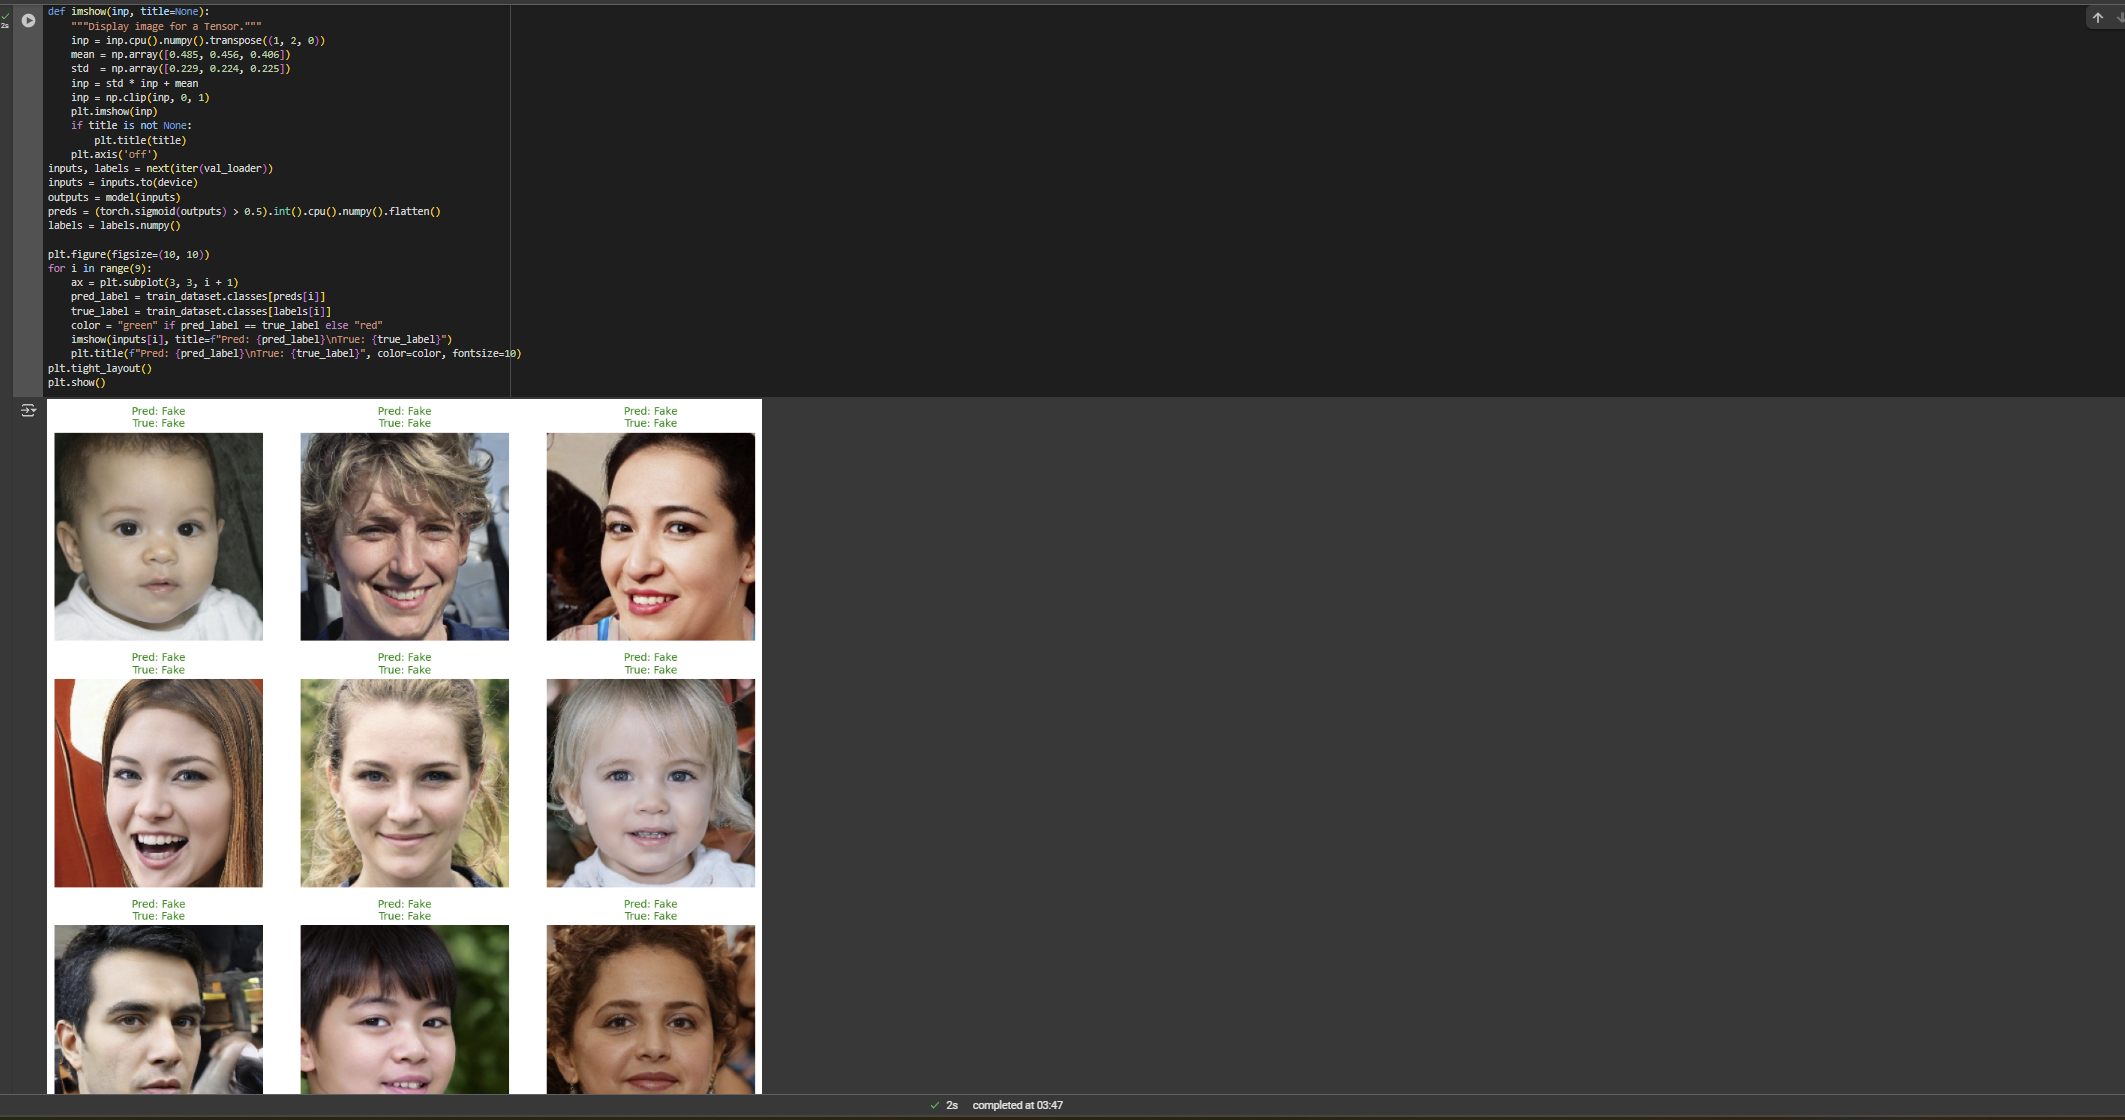 2s
def imshow(inp, title=None):
    """Display image for a Tensor."""
    inp = inp.cpu().numpy().transpose((1, 2, 0))
    mean = np.array([0.485, 0.456, 0.406])
    std  = np.array([0.229, 0.224, 0.225])
    inp = std * inp + mean
    inp = np.clip(inp, 0, 1)
    plt.imshow(inp)
    if title is not None:
        plt.title(title)
    plt.axis('off')
inputs, labels = next(iter(val_loader))
inputs = inputs.to(device)
outputs = model(inputs)
preds = (torch.sigmoid(outputs) > 0.5).int().cpu().numpy().flatten()
labels = labels.numpy()
plt.figure(figsize=(10, 10))
for i in range(9):
    ax = plt.subplot(3, 3, i + 1)
    pred_label = train_dataset.classes[preds[i]]
    true_label = train_dataset.classes[labels[i]]
    color = "green" if pred_label == true_label else "red"
    imshow(inputs[i], title=f"Pred: {pred_label}\nTrue: {true_label}")
    plt.title(f"Pred: {pred_label}\nTrue: {true_label}", color=color, fontsize=10)
plt.tight_layout()
plt.show()
Pred: Fake
True: Fake
Pred: Fake
True: Fake
Pred: Fake
True: Fake
Pred: Fake
True: Fake
Pred: Fake
True: Fake
Pred: Fake
True: Fake
Pred: Fake
True: Fake
Pred: Fake
True: Fake
Pred: Fake
True: Fake
2s completed at 03:47